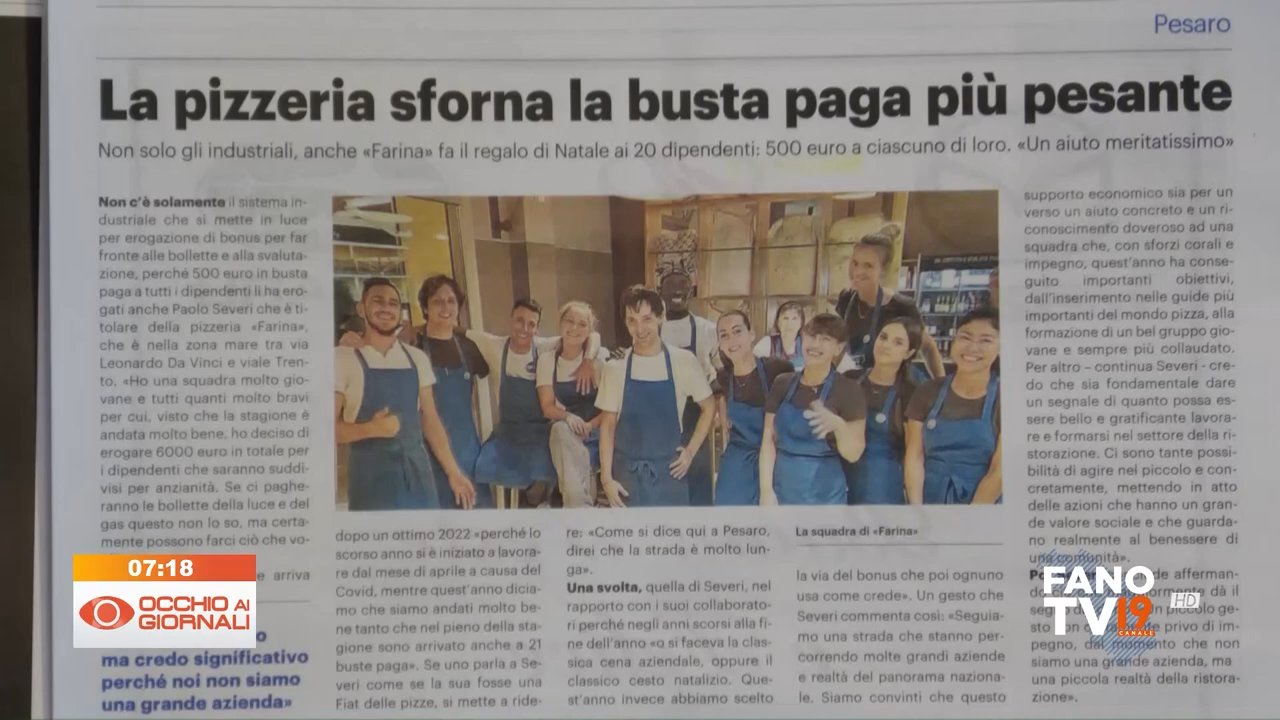 Pesaro
La pizzeria sforna la busta paga più pesante
Non solo gli industriali, anche «Farina» fa il regalo di Natale ai 20 dipendenti: 500 euro a ciascuno di loro. «Un aiuto meritatissimo»
Non c'è solamente il sistema in-
dustriale che si mette in luce
per erogazione di bonus per far
fronte alle bollette e alla svaluta-
zione, perché 500 euro in busta
paga a tutti i dipendenti li ha ero-
gati anche Paolo Severi che è ti-
tolare della pizzeria «Farina»,
che è nella zona mare tra via
Leonardo Da Vinci e viale Tren-
to. «Ho una squadra molto gio-
vane e tutti quanti molto bravi
per cui, visto che la stagione è
andata molto bene, ho deciso di
erogare 6000 euro in totale per
i dipendenti che saranno suddi-
visi per anzianità. Se ci paghe-
ranno le bollette della luce e del
gas questo non lo so, ma certa-
mente possono farci ciò che vo-
e arriva
o
ma credo significativo
perché noi non siamo
una grande azienda»
dopo un ottimo 2022 «perché lo
scorso anno si è iniziato a lavora-
re dal mese di aprile a causa del
Covid, mentre quest'anno dicia-
mo che siamo andati molto be-
ne tanto che nel pieno della sta-
gione sono arrivato anche a 21
buste paga». Se uno parla a Se-
veri come se la sua fosse una
Fiat delle pizze, si mette a ride-
re: «Come si dice qui a Pesaro,
direi che la strada è molto lun-
ga».
Una svolta, quella di Severi, nel
rapporto con i suoi collaborato-
ri perché negli anni scorsi alla fi-
ne dell'anno «o si faceva la clas-
sica cena aziendale, oppure il
classico cesto natalizio. Que-
st'anno invece abbiamo scelto
La squadra di «Farina»
la via del bonus che poi ognuno
usa come crede». Un gesto che
Severi commenta così: «Seguia-
mo una strada che stanno per-
correndo molte grandi aziende
e realtà del panorama naziona-
le. Siamo convinti che questo
supporto economico sia per un
verso un aiuto concreto e un ri-
conoscimento doveroso ad una
squadra che, con sforzi corali e
impegno, quest'anno ha conse-
guito importanti obiettivi,
dall'inserimento nelle guide più
importanti del mondo pizza, alla
formazione di un bel gruppo gio-
vane e sempre più collaudato.
Per altro – continua Severi - cre-
do che sia fondamentale dare
un segnale di quanto possa es-
sere bello e gratificante lavora-
re e formarsi nel settore della ri-
storazione. Ci sono tante possi-
bilità di agire nel piccolo e con-
cretamente, mettendo in atto
delle azioni che hanno un gran-
de valore sociale e che guarda-
no realmente al benessere di
una comunità».
de afferman-
dà il
piccolo ge-
sto privo di im-
pegno, dal momento che non
siamo una grande azienda, ma
una piccola realtà della ristora-
zione».
07:18
OCCHIO AI
GIORNALI
FANO
TV19 HD
CANALE